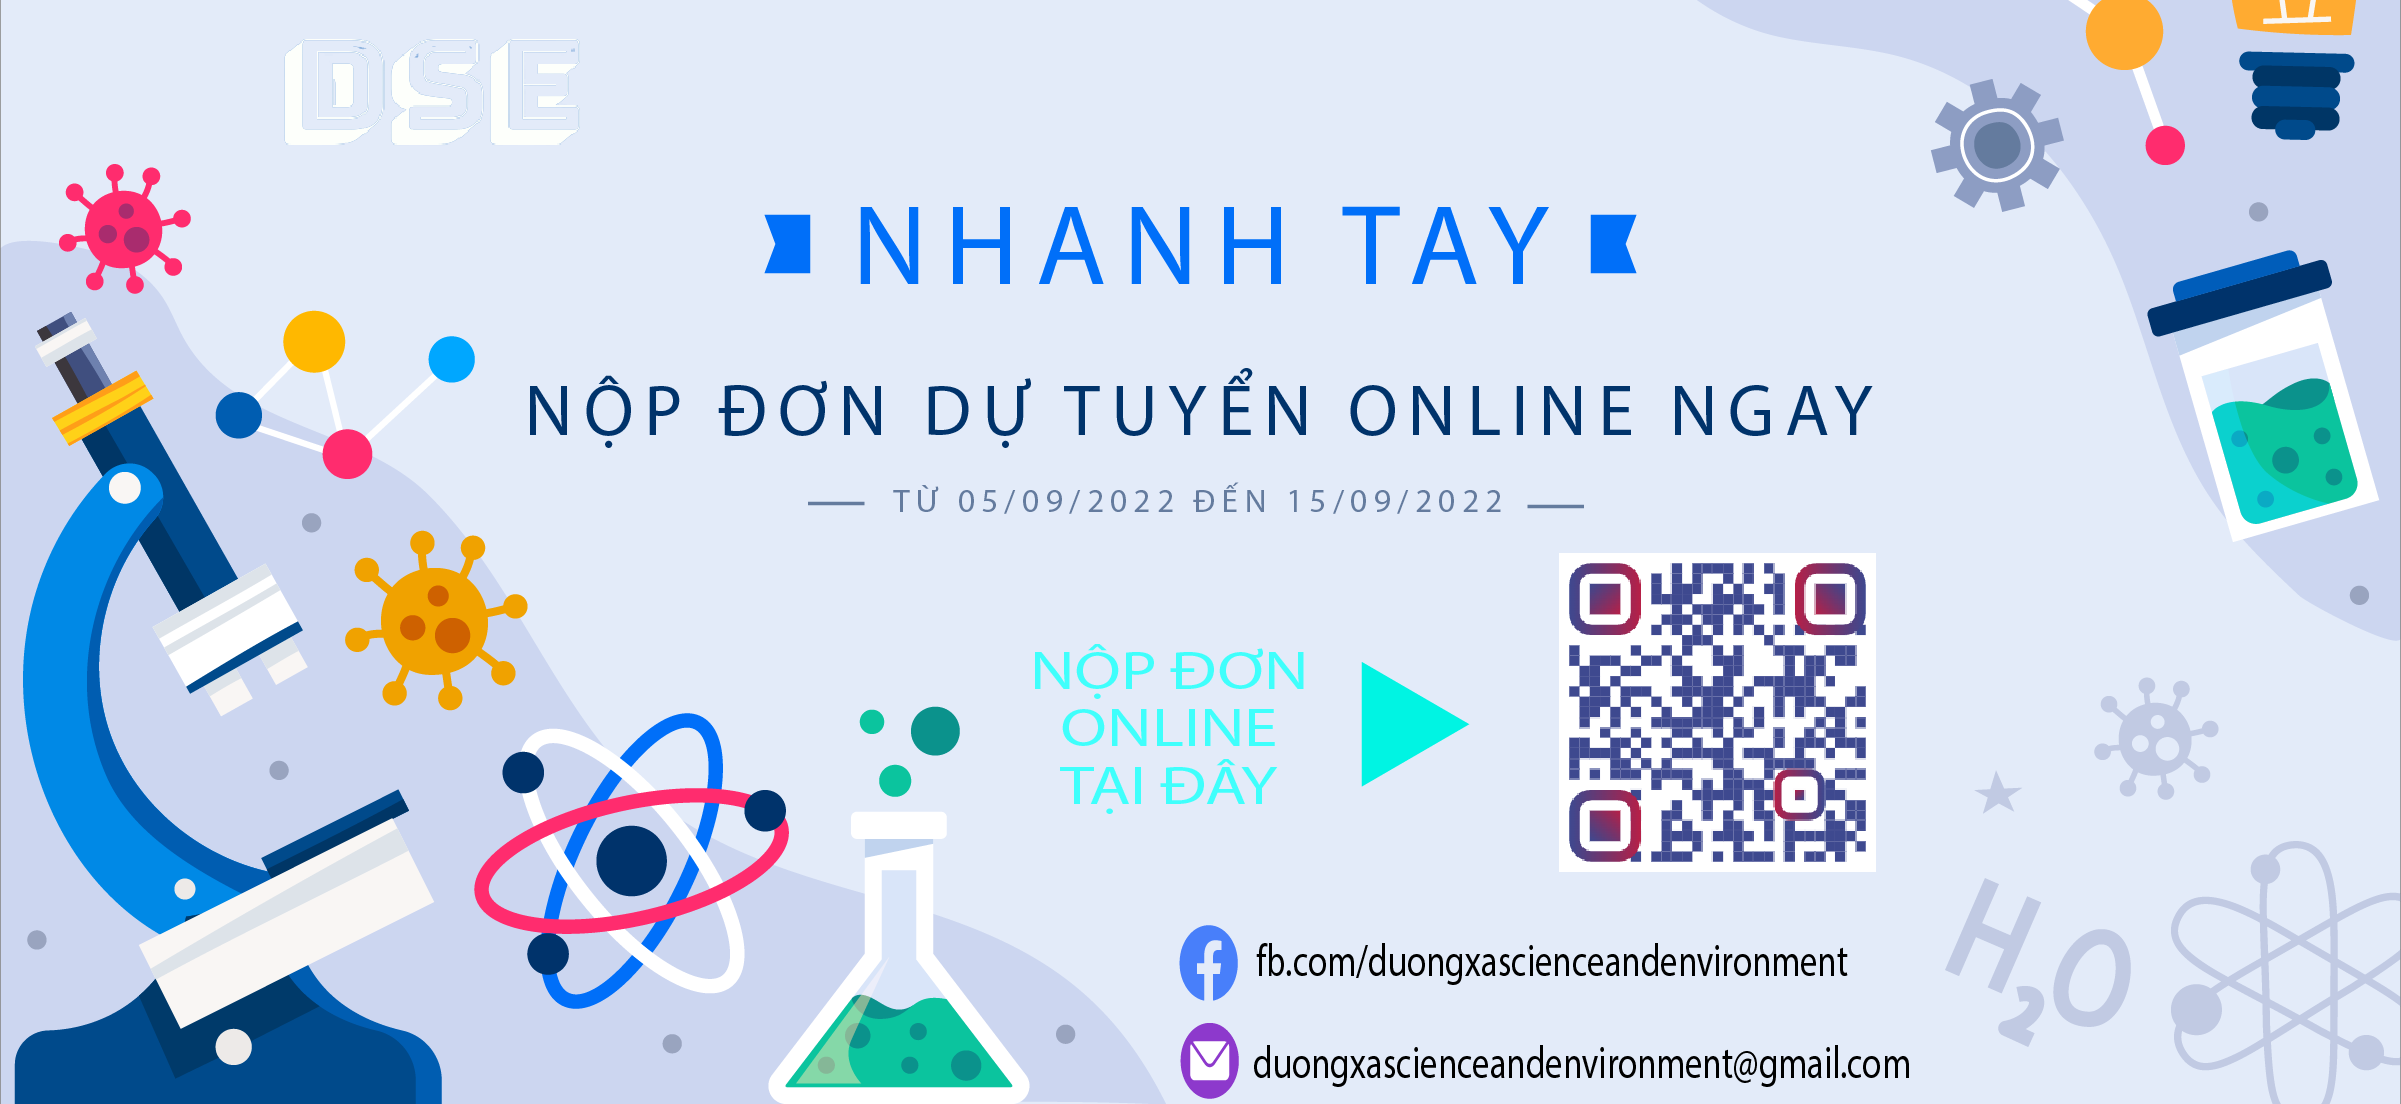 DSE
NHANH TAY
NỘP ĐƠN DỰ TUYỂN ONLINE NGAY
TỪ 05/09/2022 ĐẾN 15/09/2022
NỘP ĐƠN
ONLINE
TẠI ĐÂY
fb.com/duongxascienceandenvironment
H2O
duongxascienceandenvironment@gmail.com